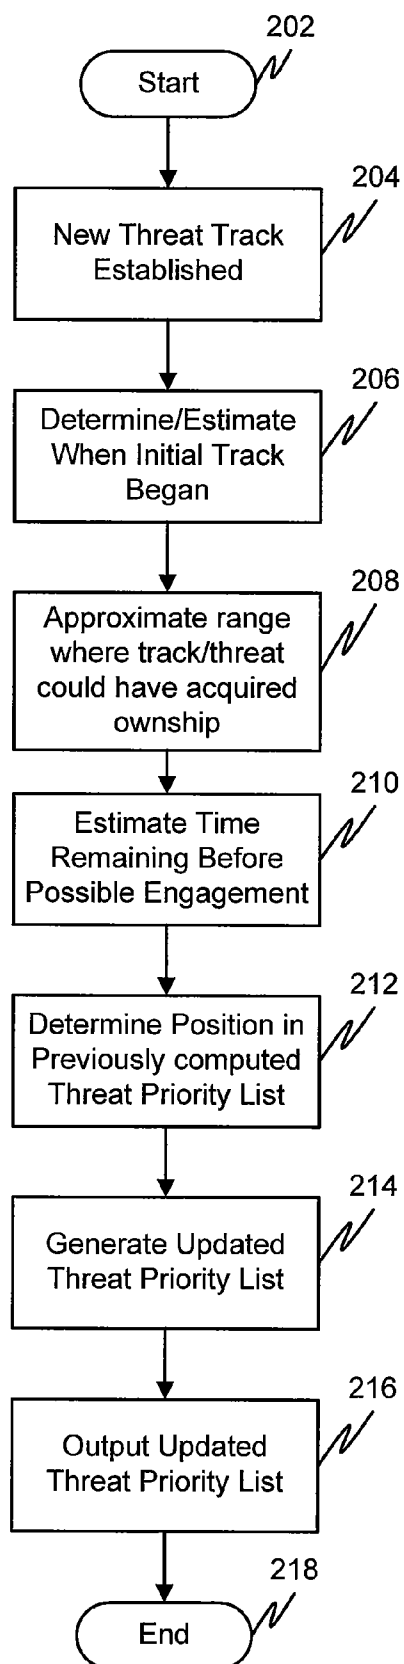 202
Start
204
New Threat Track
Established
206
Determine/Estimate
When Initial Track
Began
208
Approximate range
where track/threat
could have acquired
ownship
210
Estimate Time
Remaining Before
Possible Engagement
212
Determine Position in
Previously computed
Threat Priority List
214
Generate Updated
Threat Priority List
216
Output Updated
Threat Priority List
218
End